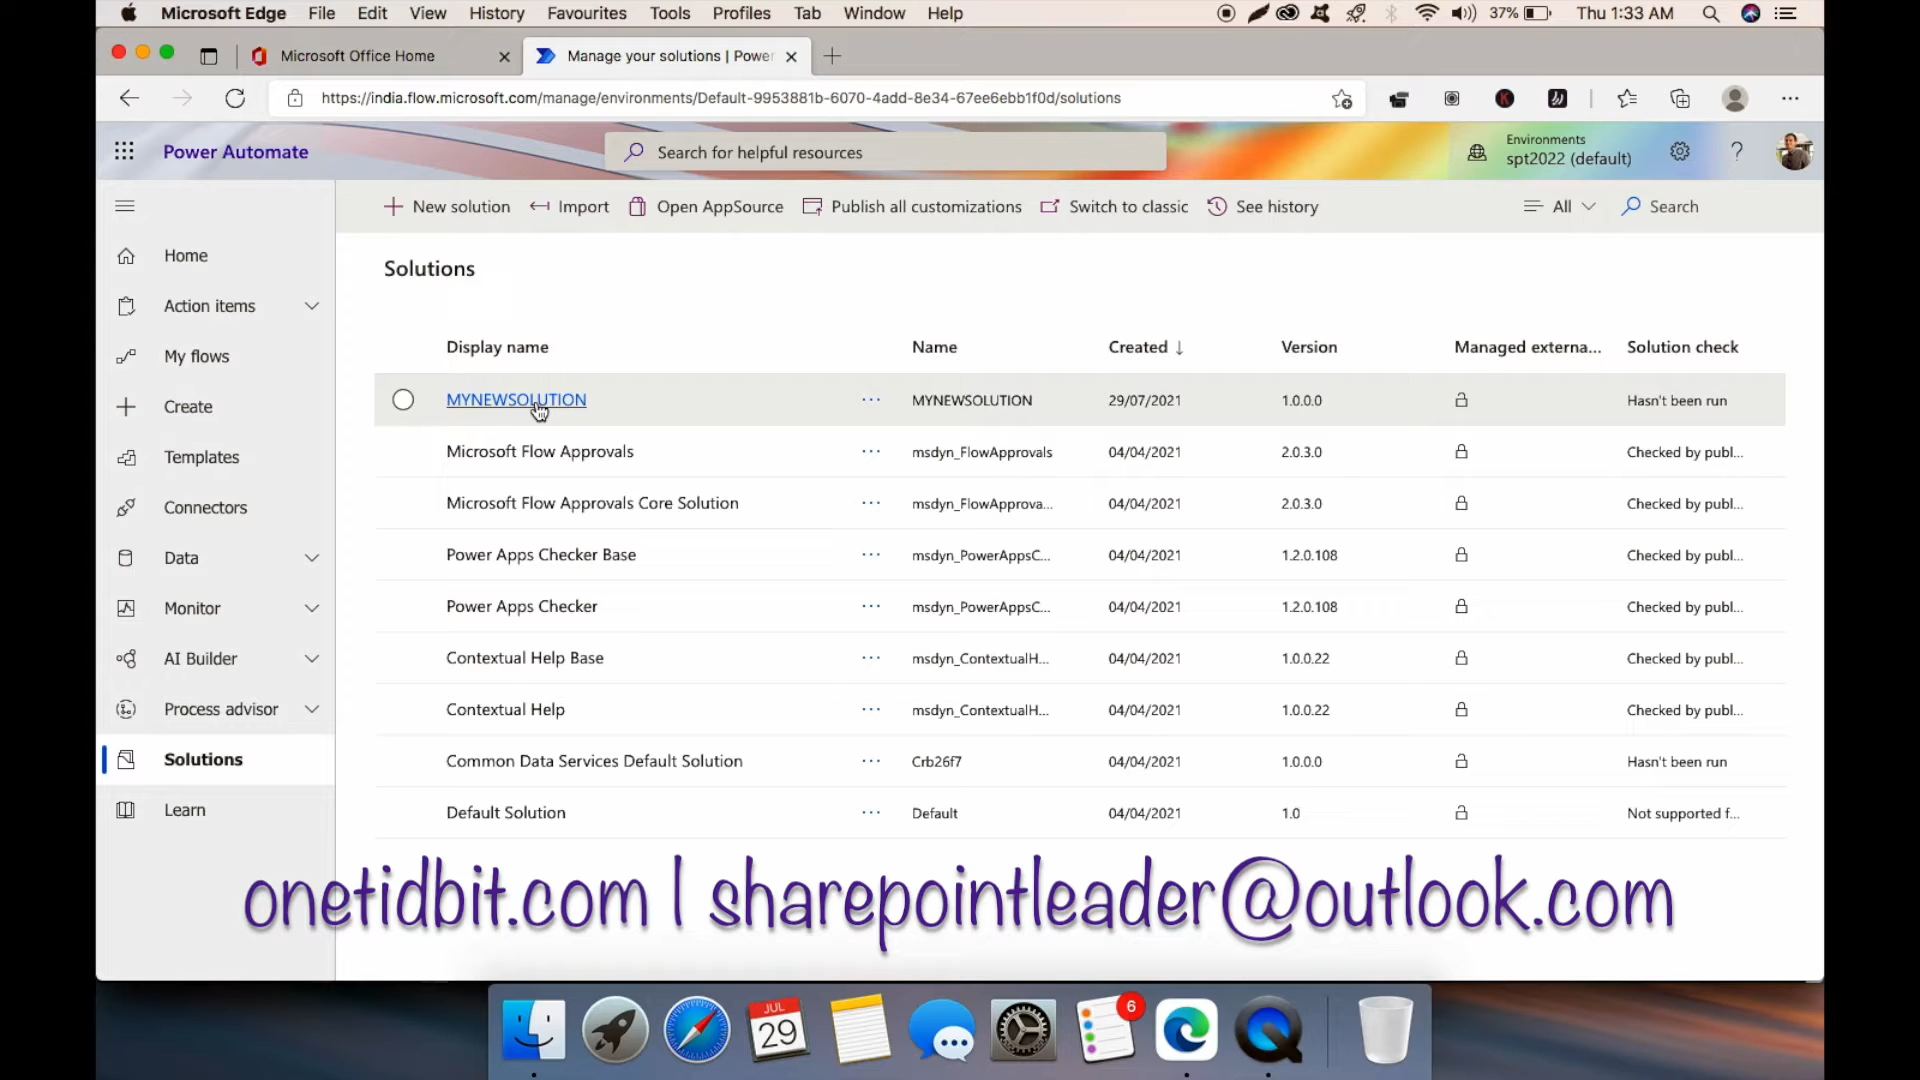 Microsoft Edge File Edit View History Favourites Tools Profiles Tab Window Help 37% Thu 1:33 AM
Microsoft Office Home Manage your solutions | Power
https://india.flow.microsoft.com/manage/environments/Default-9953881b-6070-4add-8e34-67ee6ebb1f0d/solutions
Power Automate Search for helpful resources Environments
spt2022 (default) ?
New solution Import Open AppSource Publish all customizations Switch to classic See history All Search
Home
Action items
My flows
Create
Templates
Connectors
Data
Monitor
AI Builder
Process advisor
Solutions
Learn
Solutions
Display name Name Created ↓ Version Managed externa... Solution check
MYNEWSOLUTION ... MYNEWSOLUTION 29/07/2021 1.0.0.0 Hasn't been run
Microsoft Flow Approvals ... msdyn_FlowApprovals 04/04/2021 2.0.3.0 Checked by publ...
Microsoft Flow Approvals Core Solution ... msdyn_FlowApprova... 04/04/2021 2.0.3.0 Checked by publ...
Power Apps Checker Base ... msdyn_PowerAppsC... 04/04/2021 1.2.0.108 Checked by publ...
Power Apps Checker ... msdyn_PowerAppsC... 04/04/2021 1.2.0.108 Checked by publ...
Contextual Help Base ... msdyn_ContextualH... 04/04/2021 1.0.0.22 Checked by publ...
Contextual Help ... msdyn_ContextualH... 04/04/2021 1.0.0.22 Checked by publ...
Common Data Services Default Solution ... Crb26f7 04/04/2021 1.0.0.0 Hasn't been run
Default Solution ... Default 04/04/2021 1.0 Not supported f...
onetidbit.com | sharepointleader@outlook.com
JUL
29
6